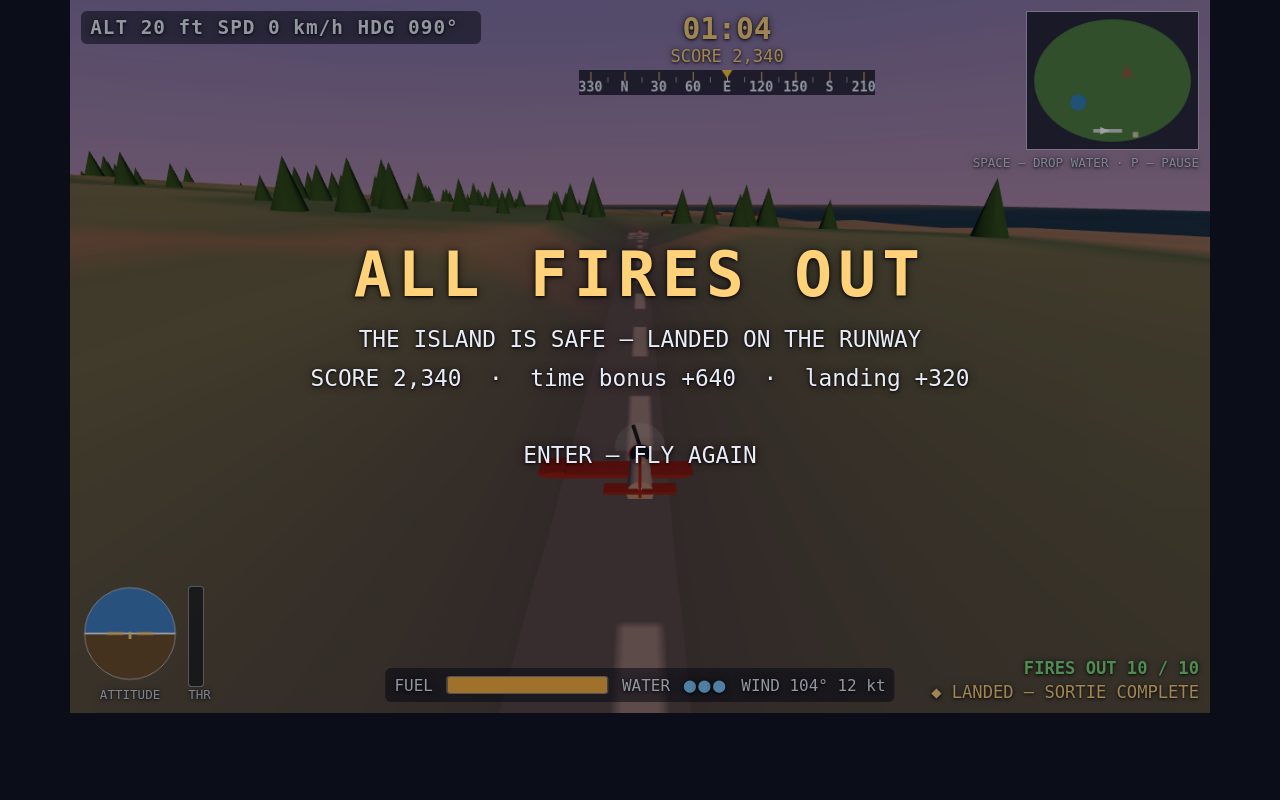 ALT 20 ft SPD 0 km/h HDG 090°
01:04
SCORE 2,340
330 N 30 60 E 120 150 S 210
SPACE — DROP WATER · P — PAUSE
ALL FIRES OUT
THE ISLAND IS SAFE — LANDED ON THE RUNWAY
SCORE 2,340 · time bonus +640 · landing +320
ENTER — FLY AGAIN
ATTITUDE THR
FUEL WATER WIND 104° 12 kt
FIRES OUT 10 / 10
◆ LANDED — SORTIE COMPLETE